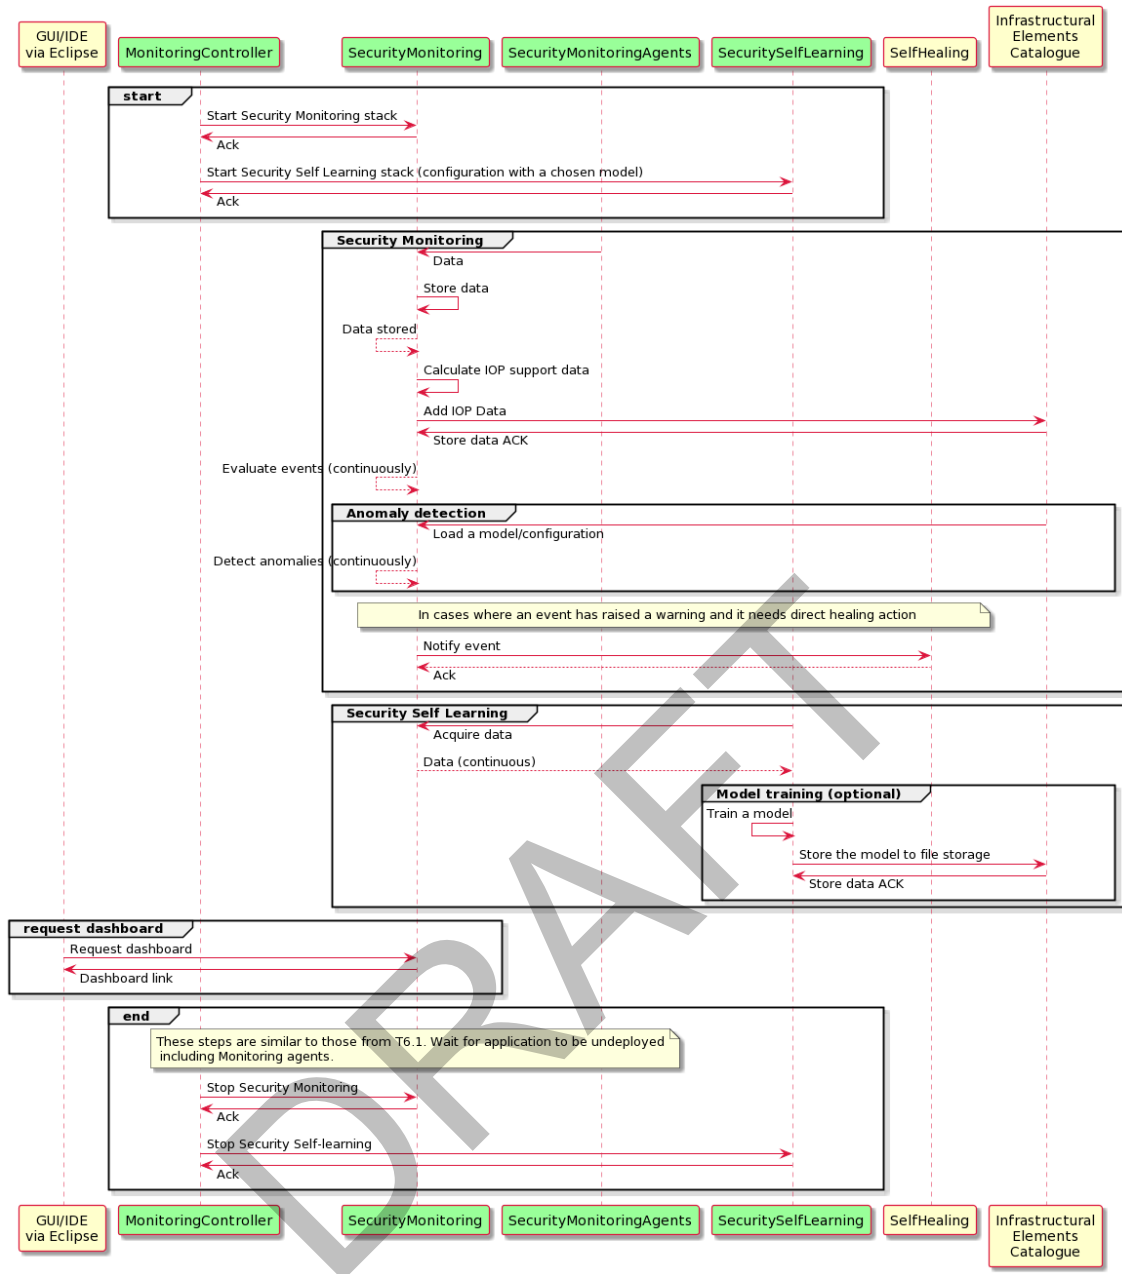 GUI/IDE
via Eclipse
MonitoringController
SecurityMonitoring
SecurityMonitoringAgents
SecuritySelfLearning
SelfHealing
Infrastructural
Elements
Catalogue
start
Start Security Monitoring stack
Ack
Start Security Self Learning stack (configuration with a chosen model)
Ack
Security Monitoring
Data
Store data
Data stored
Calculate IOP support data
Add IOP Data
Store data ACK
Evaluate events (continuously)
Anomaly detection
Load a model/configuration
Detect anomalies (continuously)
In cases where an event has raised a warning and it needs direct healing action
Notify event
Ack
Security Self Learning
Acquire data
Data (continuous)
Model training (optional)
Train a model
Store the model to file storage
Store data ACK
request dashboard
Request dashboard
Dashboard link
end
These steps are similar to those from T6.1. Wait for application to be undeployed
including Monitoring agents.
Stop Security Monitoring
Ack
Stop Security Self-learning
Ack
GUI/IDE
via Eclipse
MonitoringController
SecurityMonitoring
SecurityMonitoringAgents
SecuritySelfLearning
SelfHealing
Infrastructural
Elements
Catalogue
DRAFT